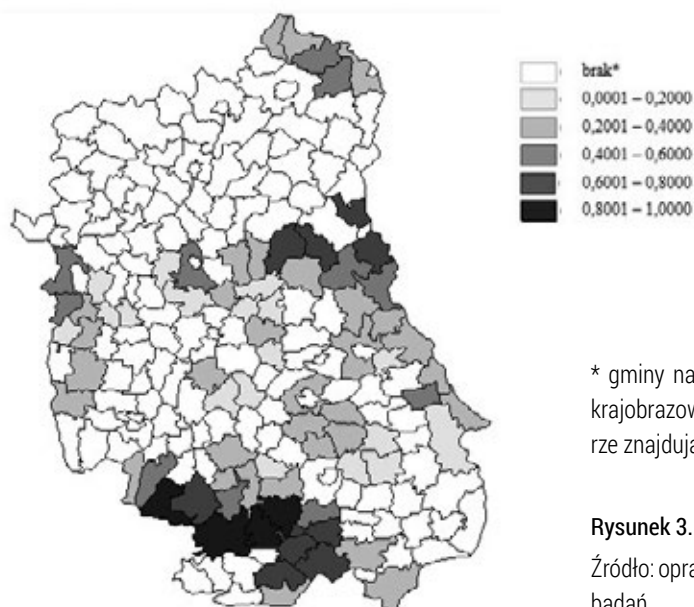 brak*
0,0001 – 0,2000
0,2001 – 0,4000
0,4001 – 0,6000
0,6001 – 0,8000
0,8001 – 1,0000
* gminy na
krajobrazow
rze znajdują
Rysunek 3.
Źródło: opra
badań